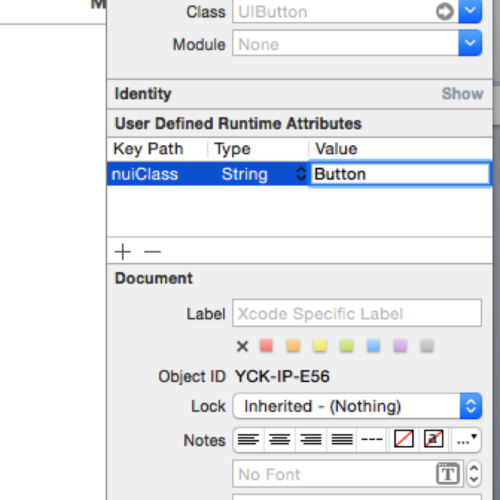 M
Class UIButton
Module None
Identity Show
User Defined Runtime Attributes
Key Path Type Value
nuiClass String Button
Document
Label Xcode Specific Label
Object ID YCK-IP-E56
Lock Inherited - (Nothing)
Notes
No Font T